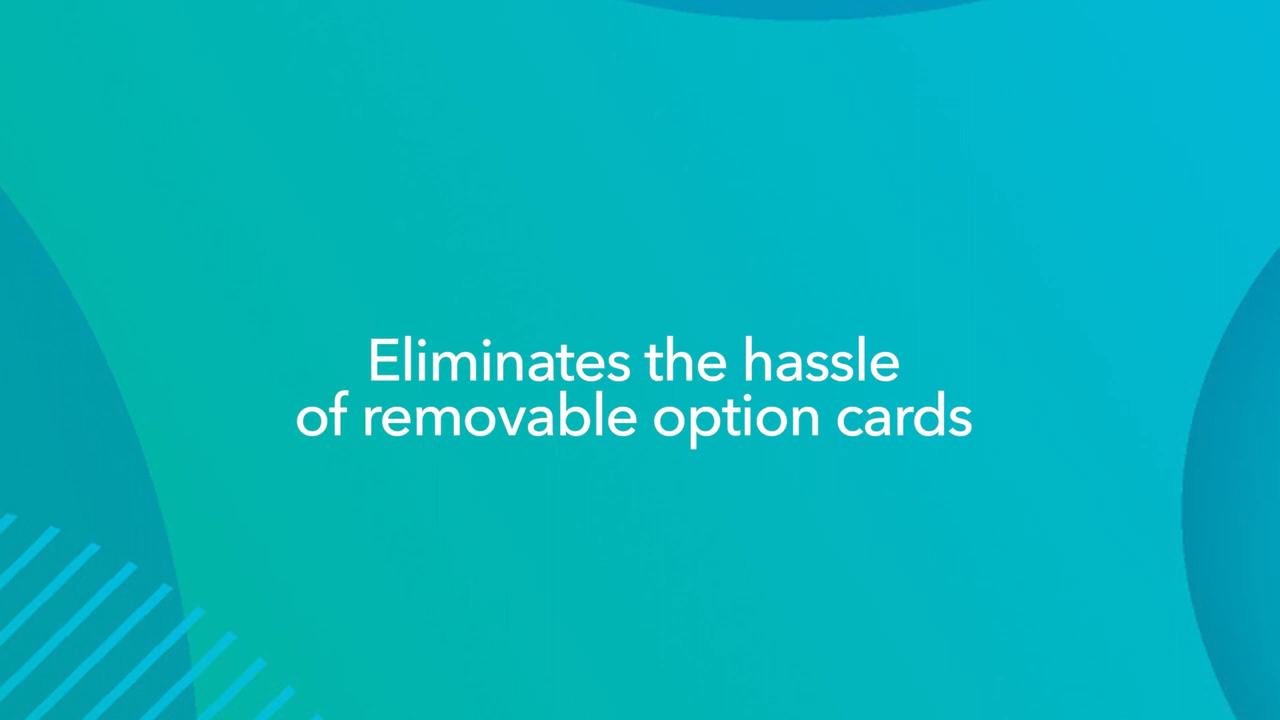 Eliminates the hassle
of removable option cards